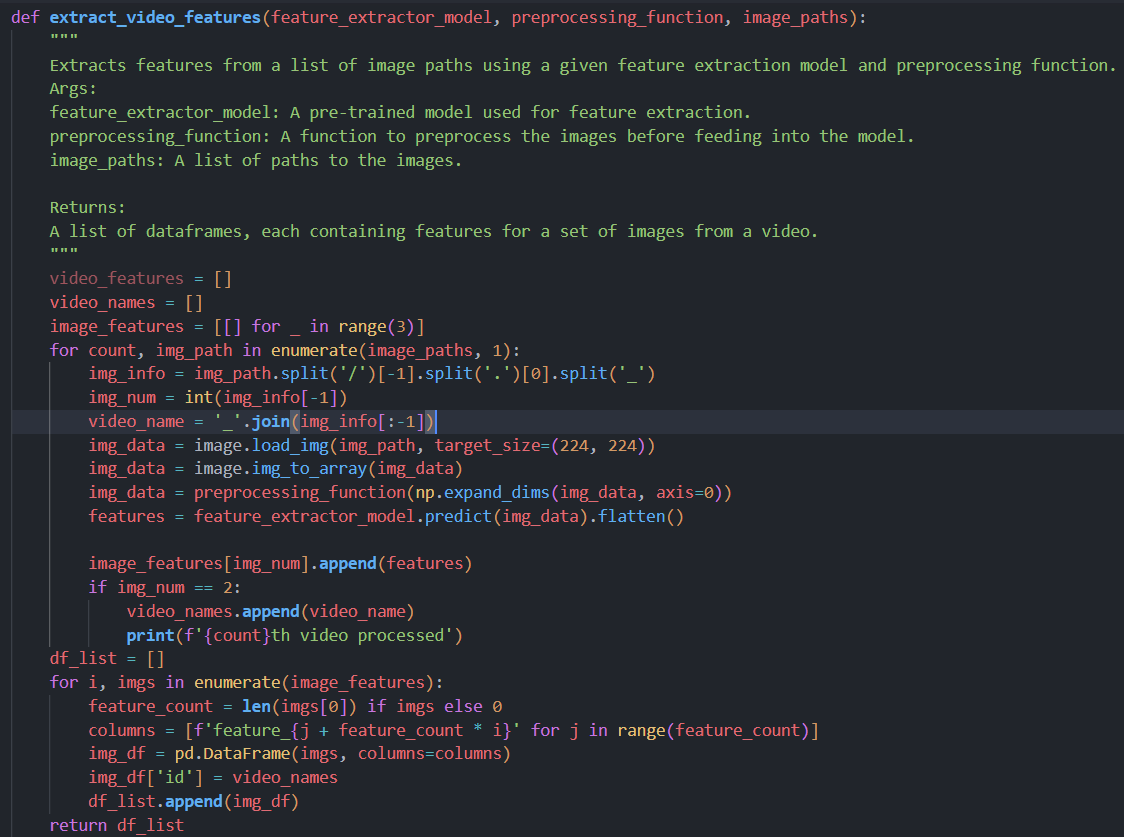 def extract_video_features(feature_extractor_model, preprocessing_function, image_paths):
    """
    Extracts features from a list of image paths using a given feature extraction model and preprocessing function.
    Args:
    feature_extractor_model: A pre-trained model used for feature extraction.
    preprocessing_function: A function to preprocess the images before feeding into the model.
    image_paths: A list of paths to the images.

    Returns:
    A list of dataframes, each containing features for a set of images from a video.
    """
    video_features = []
    video_names = []
    image_features = [[] for _ in range(3)]
    for count, img_path in enumerate(image_paths, 1):
        img_info = img_path.split('/')[-1].split('.')[0].split('_')
        img_num = int(img_info[-1])
        video_name = '_'.join(img_info[:-1])
        img_data = image.load_img(img_path, target_size=(224, 224))
        img_data = image.img_to_array(img_data)
        img_data = preprocessing_function(np.expand_dims(img_data, axis=0))
        features = feature_extractor_model.predict(img_data).flatten()

        image_features[img_num].append(features)
        if img_num == 2:
            video_names.append(video_name)
            print(f'{count}th video processed')
    df_list = []
    for i, imgs in enumerate(image_features):
        feature_count = len(imgs[0]) if imgs else 0
        columns = [f'feature_{j + feature_count * i}' for j in range(feature_count)]
        img_df = pd.DataFrame(imgs, columns=columns)
        img_df['id'] = video_names
        df_list.append(img_df)
    return df_list